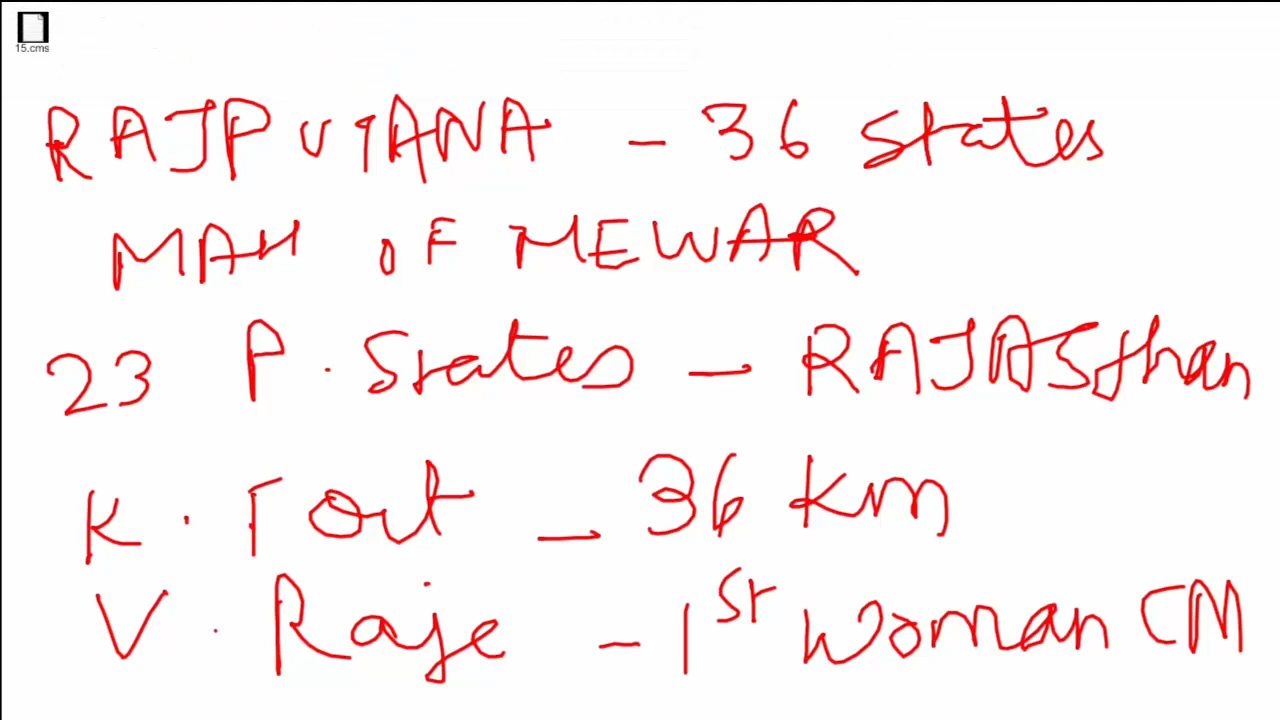 15.cms
RAJPUTANA - 36 States
MAH OF MEWAR
23 P. States - RAJASthan
K. Fort - 36 km
V. Raje - 1st Woman CM